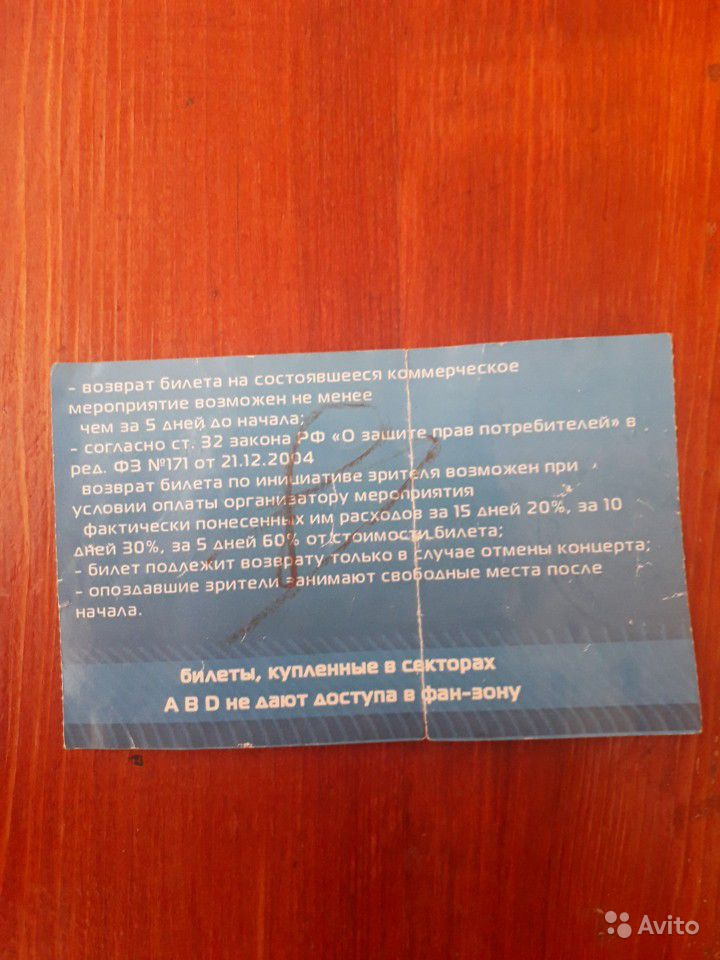 - возврат билета на состоявшееся коммерческое
мероприятие возможен не менее
чем за 5 дней до начала;
- согласно ст. 32 закона РФ «О защите прав потребителей» в
ред. ФЗ №171 от 21.12.2004
возврат билета по инициативе зрителя возможен при
условии оплаты организатору мероприятия
фактически понесенных им расходов за 15 дней 20%, за 10
дней 30%, за 5 дней 60% от стоимости билета;
- билет подлежит возврату только в случае отмены концерта;
- опоздавшие зрители занимают свободные места после
начала.
билеты, купленные в секторах
A B D не дают доступа в фан-зону
Avito